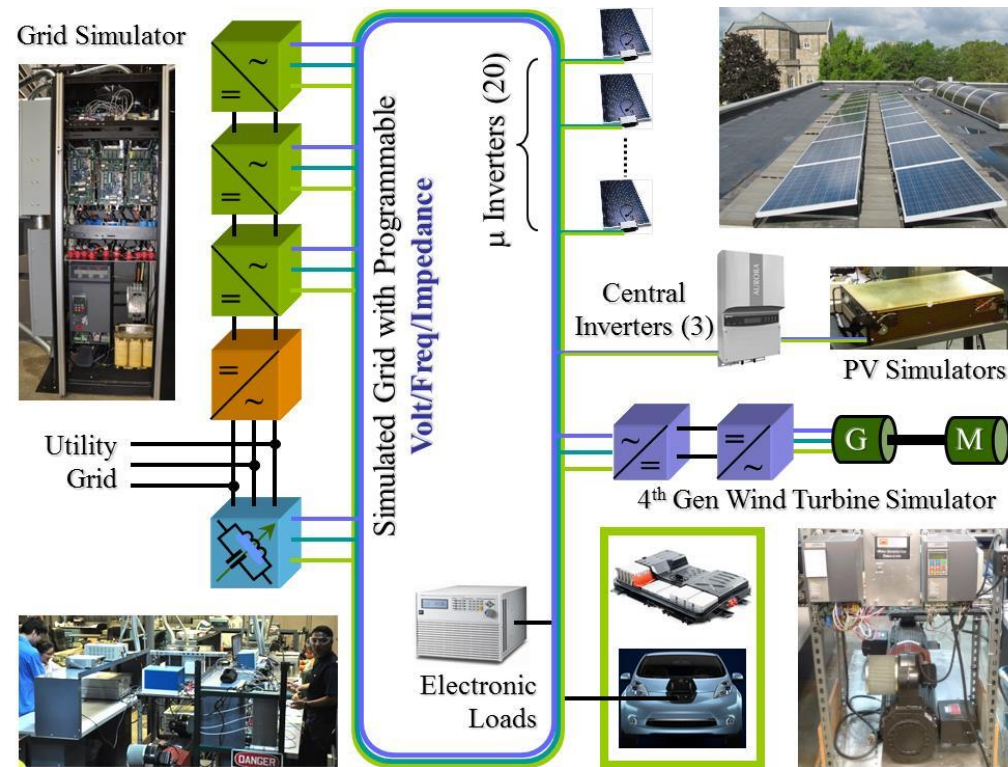 Grid Simulator
Simulated Grid with Programmable
Volt/Freq/Impedance
μ Inverters (20)
AURORA
Central
Inverters (3)
PV Simulators
Utility
Grid
G
M
4th Gen Wind Turbine Simulator
Electronic
Loads
DANGER